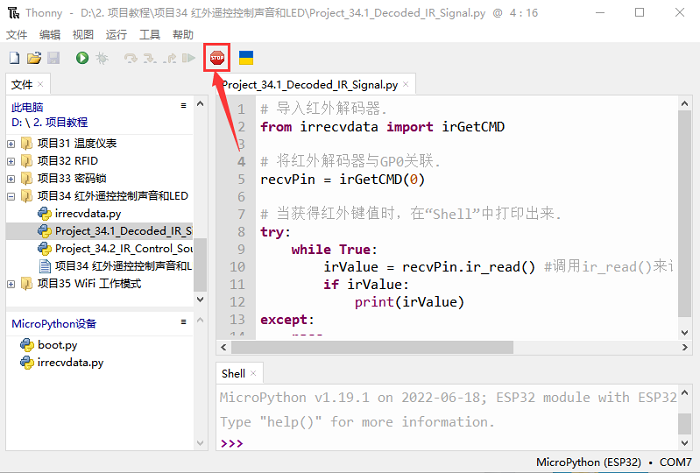 Thonny - D:\2. 项目教程\项目34 红外遥控控制声音和LED\Project_34.1_Decoded_IR_Signal.py @ 4 : 16
文件 编辑 视图 运行 工具 帮助
STOP
文件
此电脑
D: \ 2. 项目教程
项目31 温度仪表
项目32 RFID
项目33 密码锁
项目34 红外遥控控制声音和LED
irrecvdata.py
Project_34.1_Decoded_IR_S
Project_34.2_IR_Control_Sou
项目34 红外遥控控制声音和L
项目35 WiFi 工作模式
MicroPython设备
boot.py
irrecvdata.py
Project_34.1_Decoded_IR_Signal.py
1 # 导入红外解码器.
2 from irrecvdata import irGetCMD
3
4 # 将红外解码器与GP0关联.
5 recvPin = irGetCMD(0)
6
7 # 当获得红外键值时，在“Shell”中打印出来.
8 try:
9 while True:
10 irValue = recvPin.ir_read() #调用ir_read()来
11 if irValue:
12 print(irValue)
13 except:
14 pass
Shell
MicroPython v1.19.1 on 2022-06-18; ESP32 module with ESP32
Type "help()" for more information.
>>>
MicroPython (ESP32) • COM7